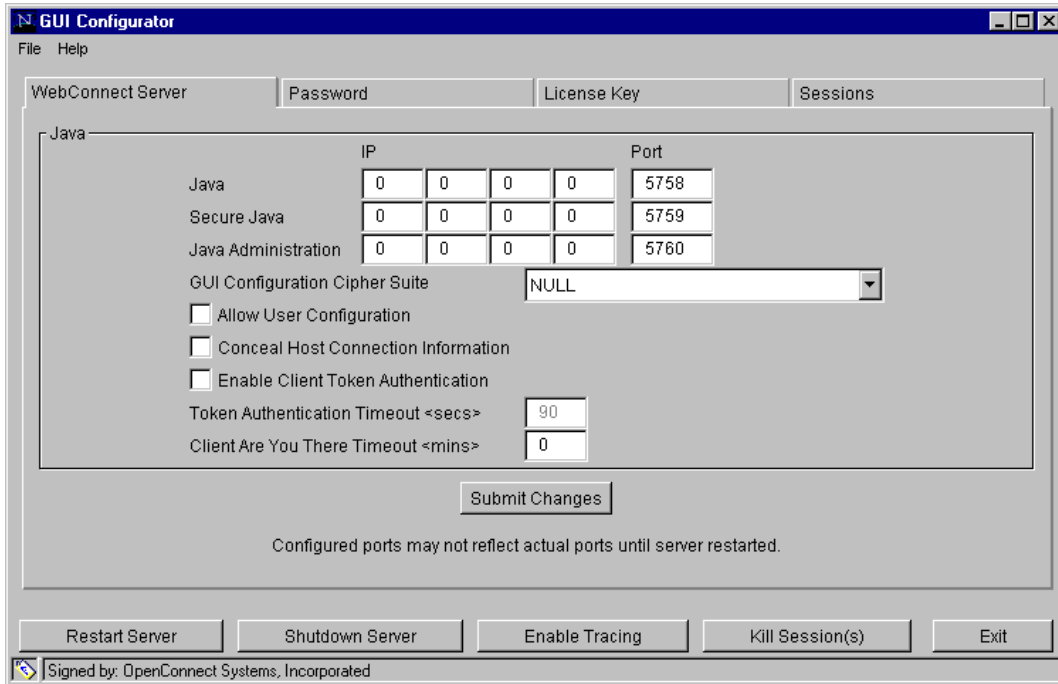 GUI Configurator
File Help
WebConnect Server Password License Key Sessions
Java
IP Port
Java 0 0 0 0 5758
Secure Java 0 0 0 0 5759
Java Administration 0 0 0 0 5760
GUI Configuration Cipher Suite NULL
Allow User Configuration
Conceal Host Connection Information
Enable Client Token Authentication
Token Authentication Timeout <secs> 90
Client Are You There Timeout <mins> 0
Submit Changes
Configured ports may not reflect actual ports until server restarted.
Restart Server Shutdown Server Enable Tracing Kill Session(s) Exit
Signed by: OpenConnect Systems, Incorporated